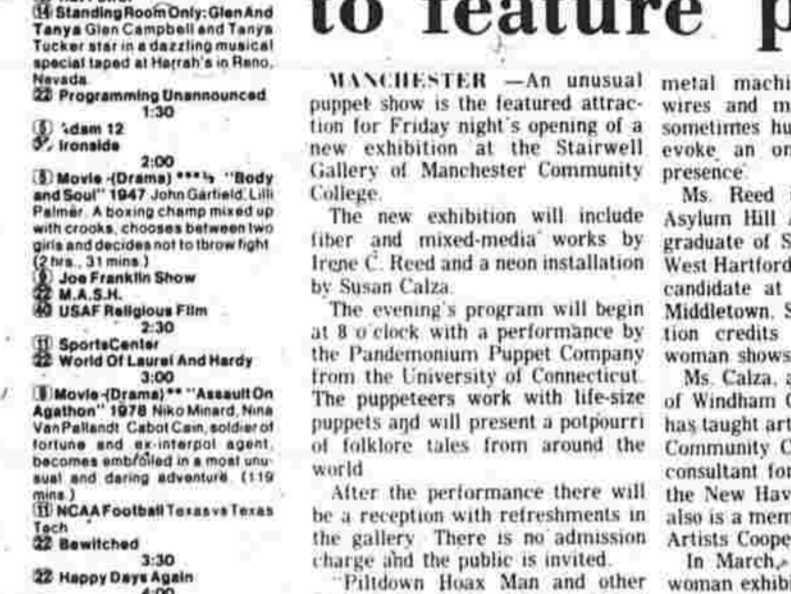 14 Standing Room Only: Glen And
Tanya Glen Campbell and Tanya
Tucker star in a dazzling musical
special taped at Harrah's in Reno,
Nevada.
22 Programming Unannounced
1:30
Adam 12
Ironside
2:00
Movie -(Drama) ***½ "Body
and Soul" 1947 John Garfield, Lilli
Palmer. A boxing champ mixed up
with crooks, chooses between two
girls and decides not to throw fight.
(2 hrs., 31 mins.)
9 Joe Franklin Show
22 M.A.S.H.
40 USAF Religious Film
2:30
11 SportsCenter
22 World Of Laurel And Hardy
3:00
Movie -(Drama) ** "Assault On
Agathon" 1978 Niko Minard, Nina
Van Pallandt. Cabot Cain, soldier of
fortune and ex-interpol agent,
becomes embroiled in a most unu-
sual and daring adventure. (119
mins.)
11 NCAA Football Texas vs Texas
Tech
22 Bewitched
3:30
22 Happy Days Again
4:00
to feature
MANCHESTER —An unusual
puppet show is the featured attrac-
tion for Friday night's opening of a
new exhibition at the Stairwell
Gallery of Manchester Community
College.
The new exhibition will include
fiber and mixed-media works by
Irene C. Reed and a neon installation
by Susan Calza.
The evening's program will begin
at 8 o'clock with a performance by
the Pandemonium Puppet Company
from the University of Connecticut.
The puppeteers work with life-size
puppets and will present a potpourri
of folklore tales from around the
world
After the performance there will
be a reception with refreshments in
the gallery. There is no admission
charge and the public is invited.
"Piltdown Hoax Man and other
metal machi
wires and m
sometimes hu
evoke an on
presence.
Ms. Reed
Asylum Hill
graduate of S
West Hartford
candidate at
Middletown. S
tion credits
woman shows
Ms. Calza, a
of Windham C
has taught art
Community C
consultant for
the New Hav
also is a mem
Artists Coope
In March,
woman exhibi